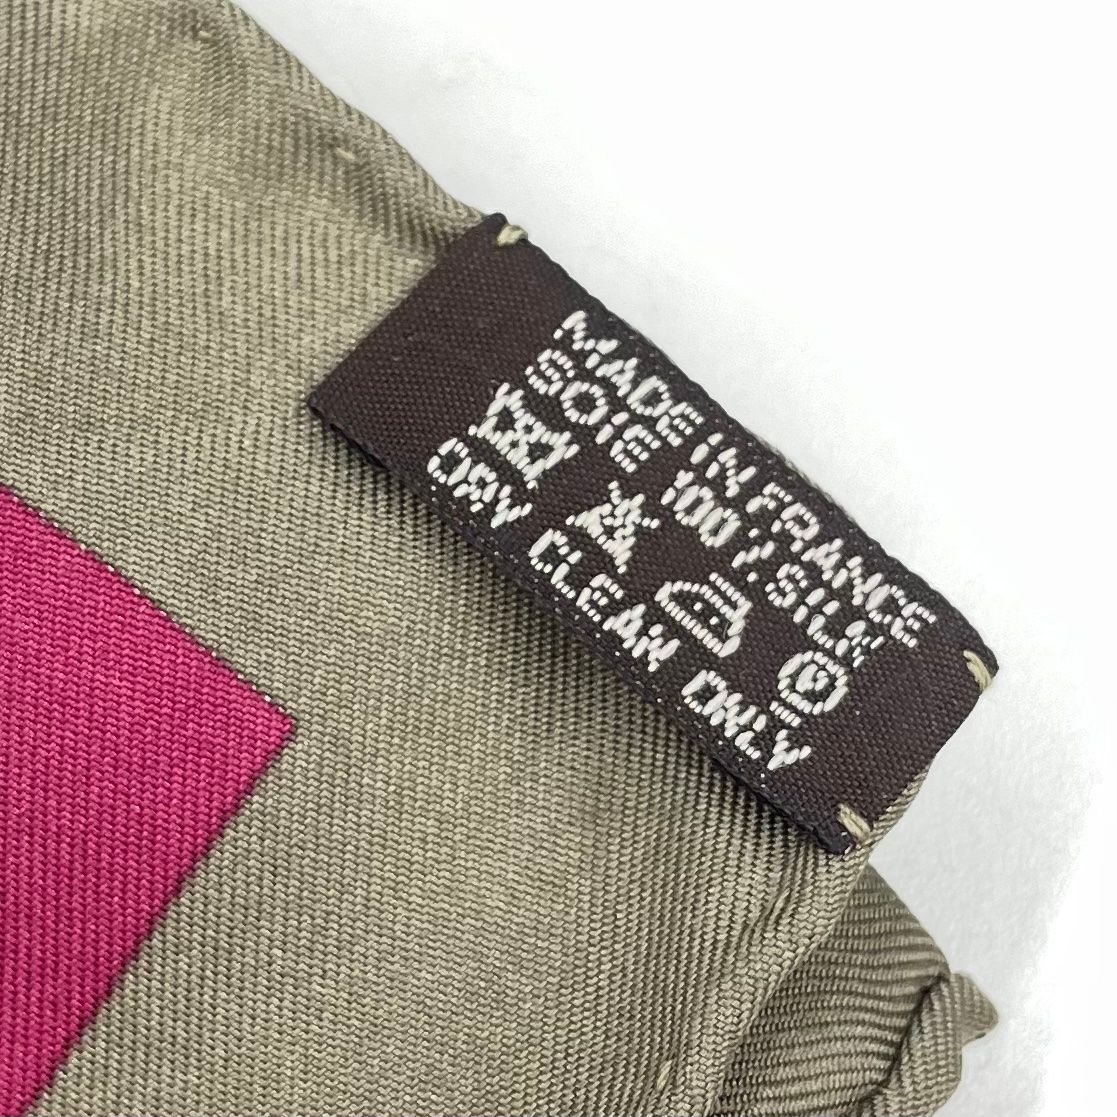 MADE IN FRANCE
SOIE 100% SILK
DRY CLEAN ONLY